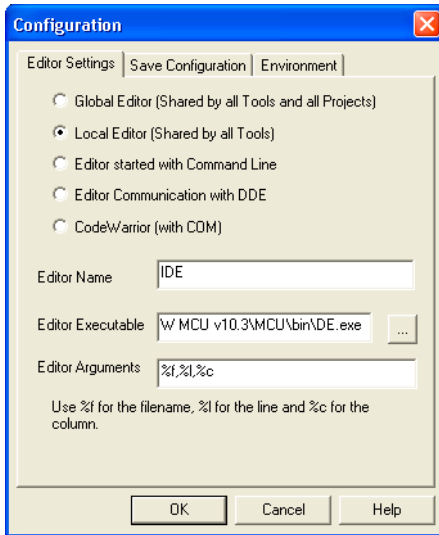 Configuration
Editor Settings
Save Configuration
Environment
Global Editor (Shared by all Tools and all Projects)
Local Editor (Shared by all Tools)
Editor started with Command Line
Editor Communication with DDE
CodeWarrior (with COM)
Editor Name
IDE
Editor Executable
W MCU v10.3\MCU\bin\DE.exe
...
Editor Arguments
%f,%l,%c
Use %f for the filename, %l for the line and %c for the
column.
OK
Cancel
Help